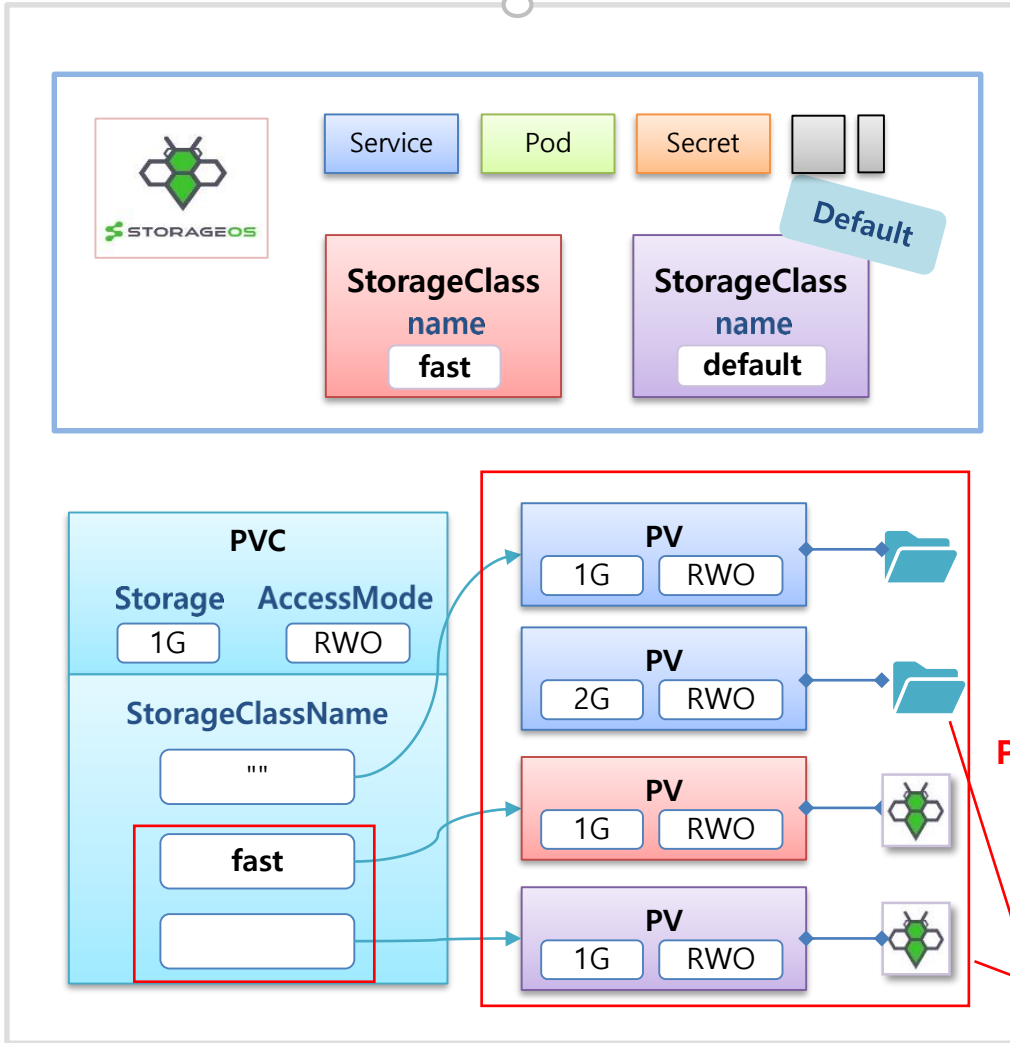 Service
Pod
Secret
Default
STORAGEOS
StorageClass
name
fast
StorageClass
name
default
PVC
Storage
AccessMode
1G
RWO
StorageClassName
""
fast
PV
1G
RWO
PV
2G
RWO
PV
1G
RWO
PV
1G
RWO
P